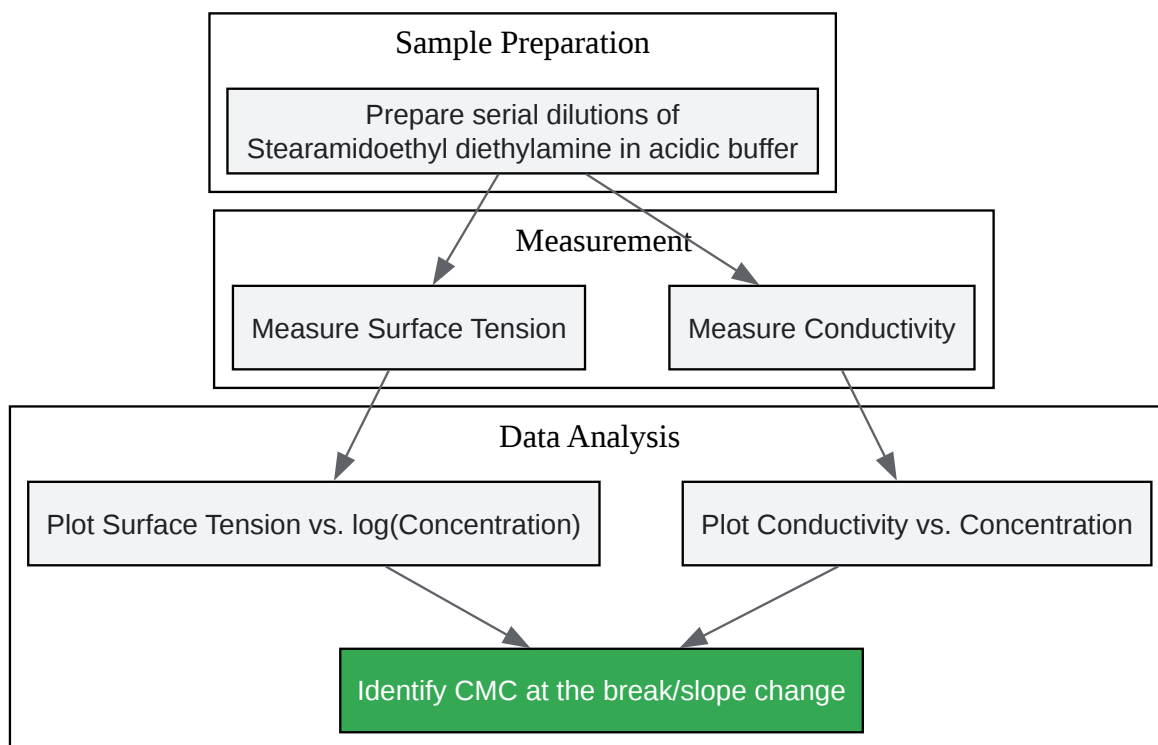 Sample Preparation
Prepare serial dilutions of
Stearamidoethyl diethylamine in acidic buffer
Measurement
Measure Surface Tension
Measure Conductivity
Data Analysis
Plot Surface Tension vs. log(Concentration)
Plot Conductivity vs. Concentration
Identify CMC at the break/slope change